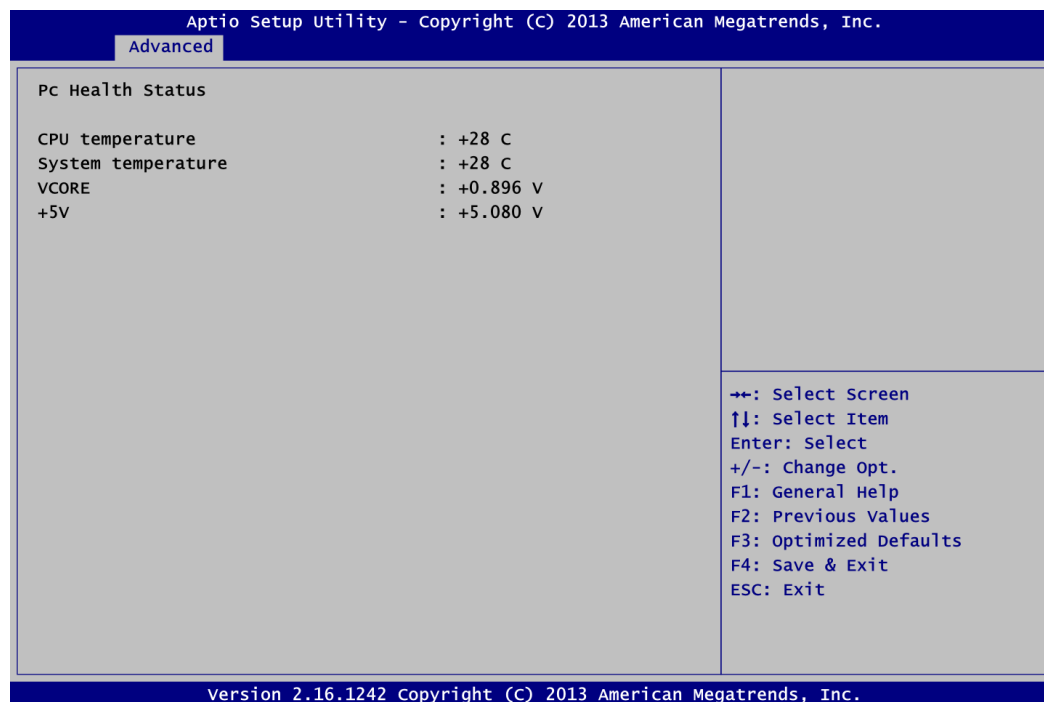 Aptio Setup Utility - Copyright (C) 2013 American Megatrends, Inc.
Advanced
Pc Health Status
CPU temperature : +28 C
System temperature : +28 C
VCORE : +0.896 V
+5V : +5.080 V
→←: Select Screen
↑↓: Select Item
Enter: Select
+/-: Change Opt.
F1: General Help
F2: Previous Values
F3: Optimized Defaults
F4: Save & Exit
ESC: Exit
Version 2.16.1242 Copyright (C) 2013 American Megatrends, Inc.